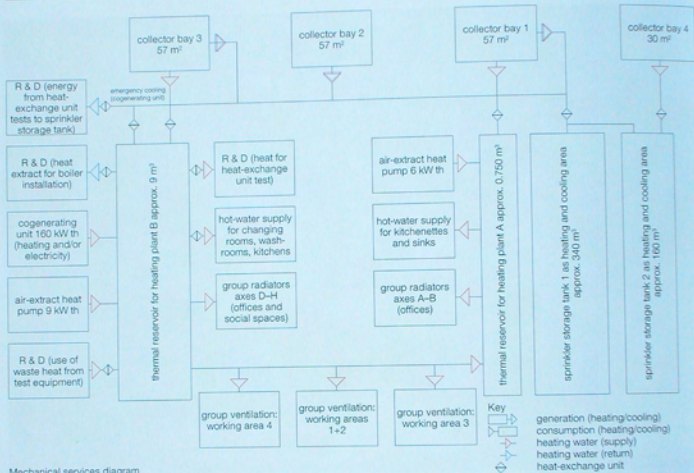 collector bay 3
57 m²
collector bay 2
57 m²
collector bay 1
57 m²
collector bay 4
30 m²
R & D (energy
from heat-
exchange unit
tests to sprinkler
storage tank)
emergency cooling
(cogenerating unit)
R & D (heat
extract for boiler
installation)
cogenerating
unit 160 kW th
(heating and/or
electricity)
air-extract heat
pump 9 kW th
R & D (use of
waste heat from
test equipment)
thermal reservoir for heating plant B approx. 9 m³
R & D (heat for
heat-exchange
unit test)
hot-water supply
for changing
rooms, wash-
rooms, kitchens
group radiators
axes D–H
(offices and
social spaces)
air-extract heat
pump 6 kW th
hot-water supply
for kitchenettes
and sinks
group radiators
axes A–B
(offices)
thermal reservoir for heating plant A approx. 0.750 m³
sprinkler storage tank 1 as heating and cooling area
approx. 340 m³
sprinkler storage tank 2 as heating and cooling area
approx. 160 m³
group ventilation:
working area 4
group ventilation:
working areas
1+2
group ventilation:
working area 3
Key
generation (heating/cooling)
consumption (heating/cooling)
heating water (supply)
heating water (return)
heat-exchange unit
Mechanical services diagram